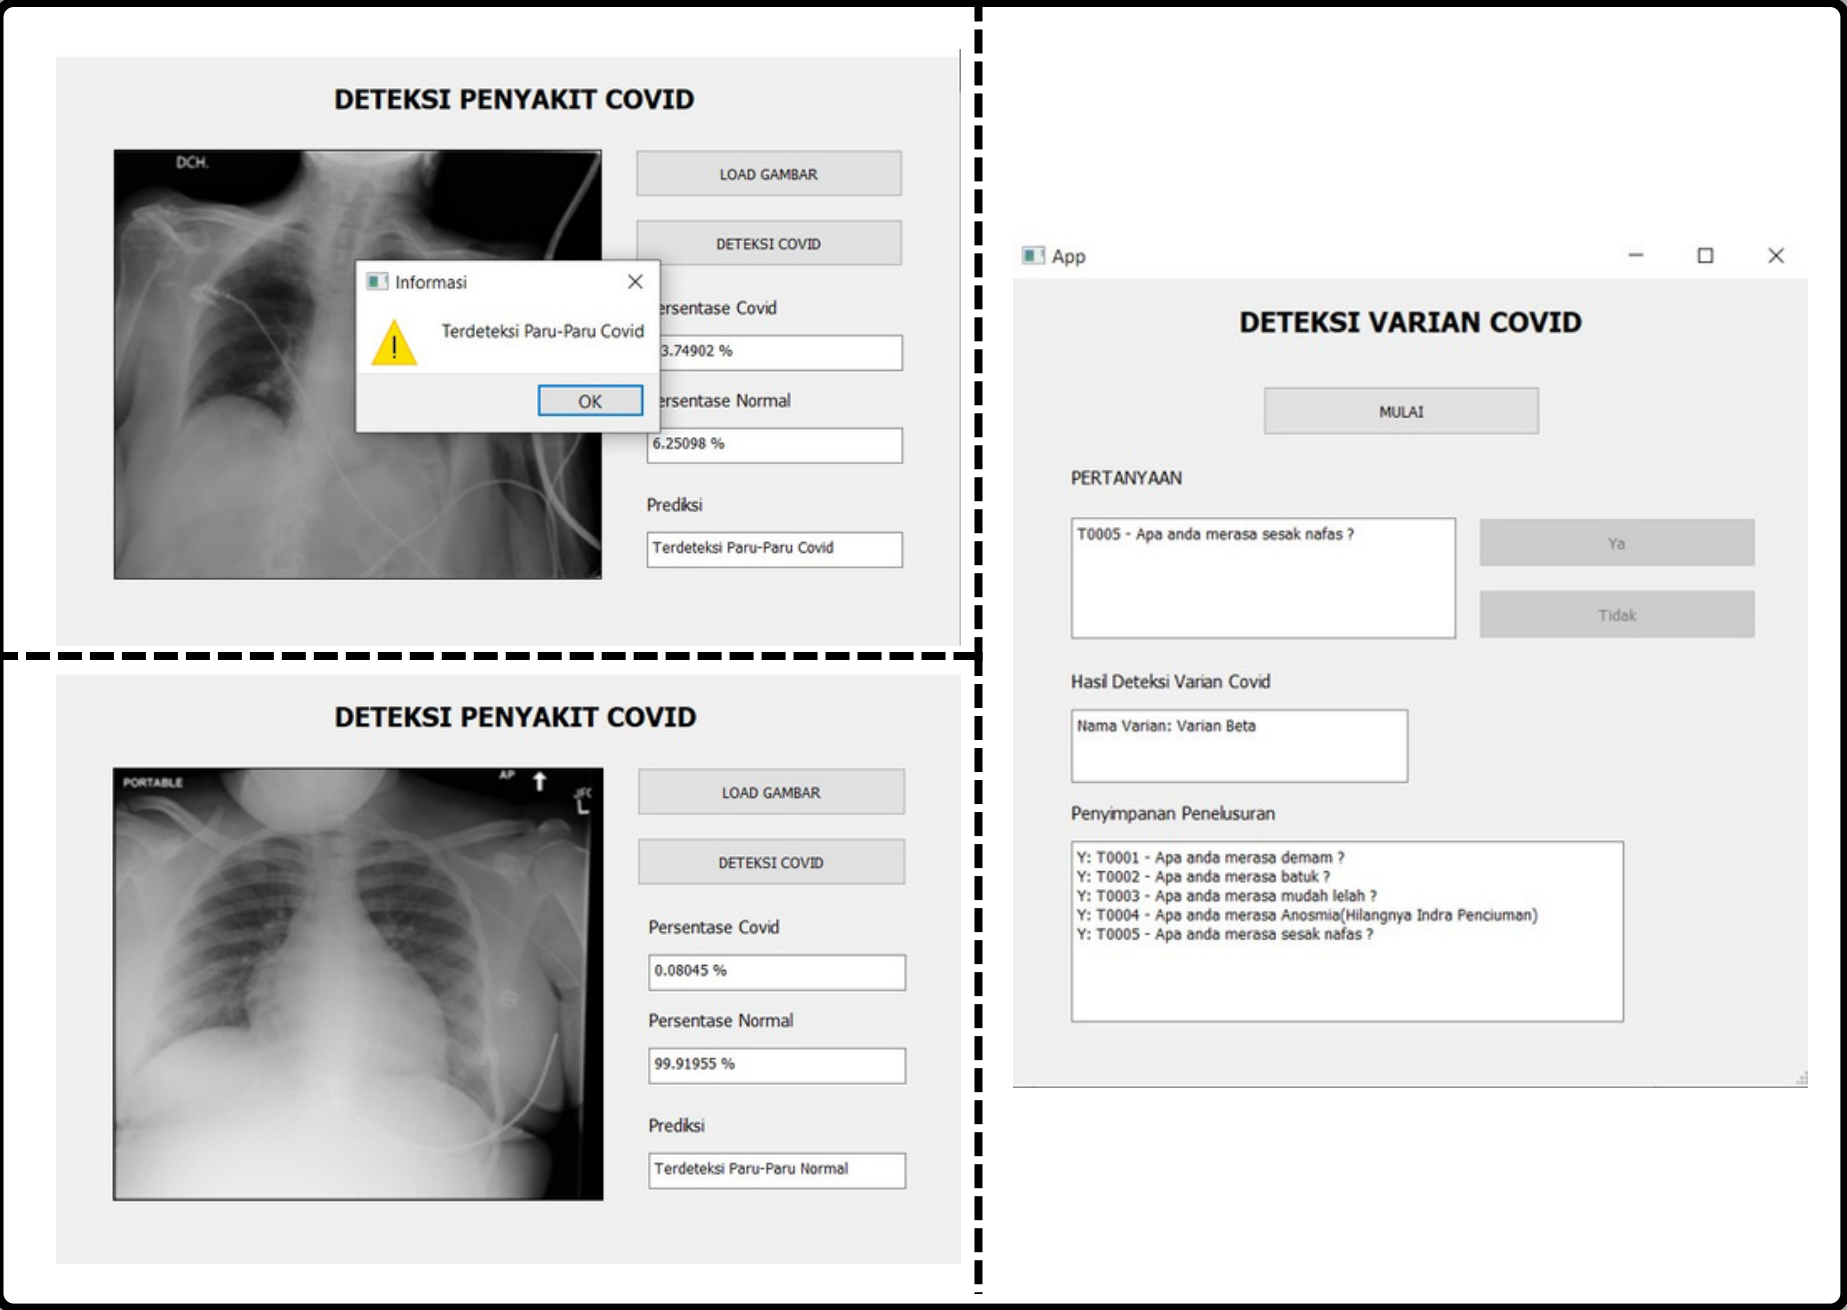 DETEKSI PENYAKIT COVID
DCH.
LOAD GAMBAR
DETEKSI COVID
Informasi
Terdeteksi Paru-Paru Covid
OK
ersentase Covid
3.74902 %
ersentase Normal
6.25098 %
Prediksi
Terdeteksi Paru-Paru Covid
DETEKSI PENYAKIT COVID
PORTABLE
AP
JFC
L
LOAD GAMBAR
DETEKSI COVID
Persentase Covid
0.08045 %
Persentase Normal
99.91955 %
Prediksi
Terdeteksi Paru-Paru Normal
App
DETEKSI VARIAN COVID
MULAI
PERTANYAAN
T0005 - Apa anda merasa sesak nafas ?
Ya
Tidak
Hasil Deteksi Varian Covid
Nama Varian: Varian Beta
Penyimpanan Penelusuran
Y: T0001 - Apa anda merasa demam ?
Y: T0002 - Apa anda merasa batuk ?
Y: T0003 - Apa anda merasa mudah lelah ?
Y: T0004 - Apa anda merasa Anosmia(Hilangnya Indra Penciuman)
Y: T0005 - Apa anda merasa sesak nafas ?